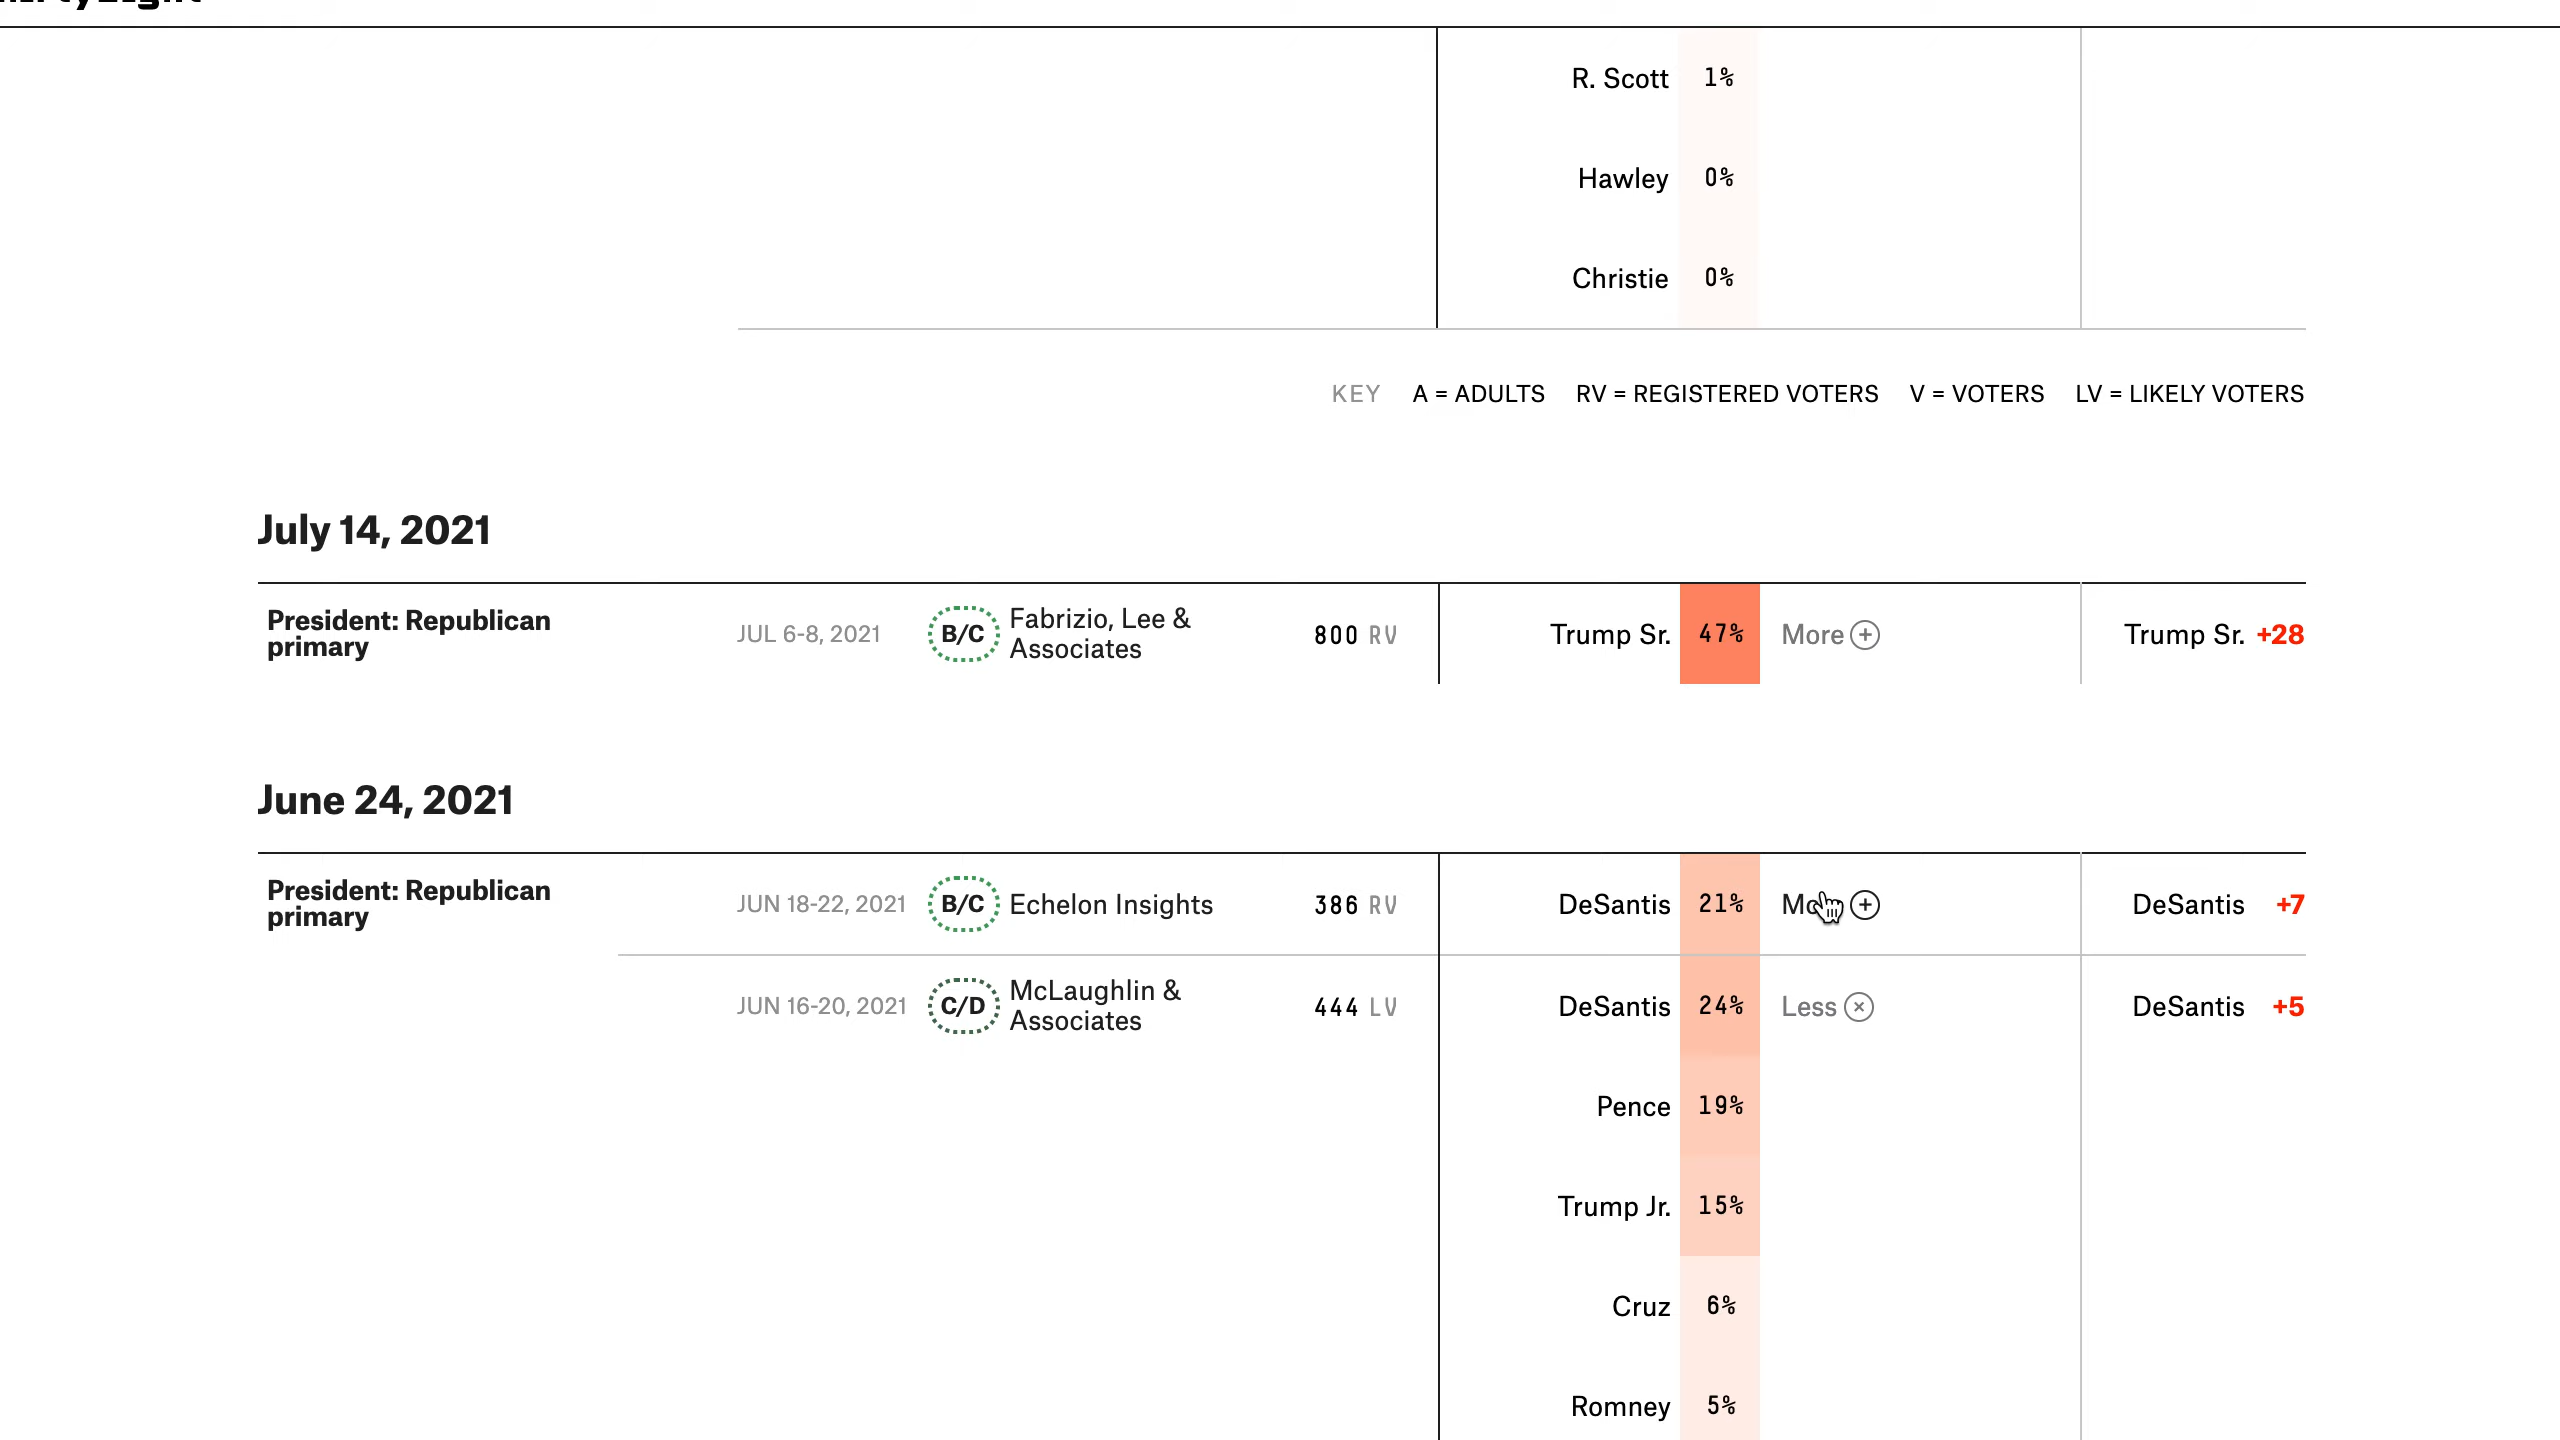 R. Scott 1%
Hawley 0%
Christie 0%
KEY A = ADULTS RV = REGISTERED VOTERS V = VOTERS LV = LIKELY VOTERS
July 14, 2021
President: Republican
primary
JUL 6-8, 2021
B/C
Fabrizio, Lee &
Associates
800 RV
Trump Sr. 47% More
Trump Sr. +28
June 24, 2021
President: Republican
primary
JUN 18-22, 2021
B/C
Echelon Insights
386 RV
DeSantis 21%
DeSantis +7
JUN 16-20, 2021
C/D
McLaughlin &
Associates
444 LV
DeSantis 24% Less
DeSantis +5
Pence 19%
Trump Jr. 15%
Cruz 6%
Romney 5%